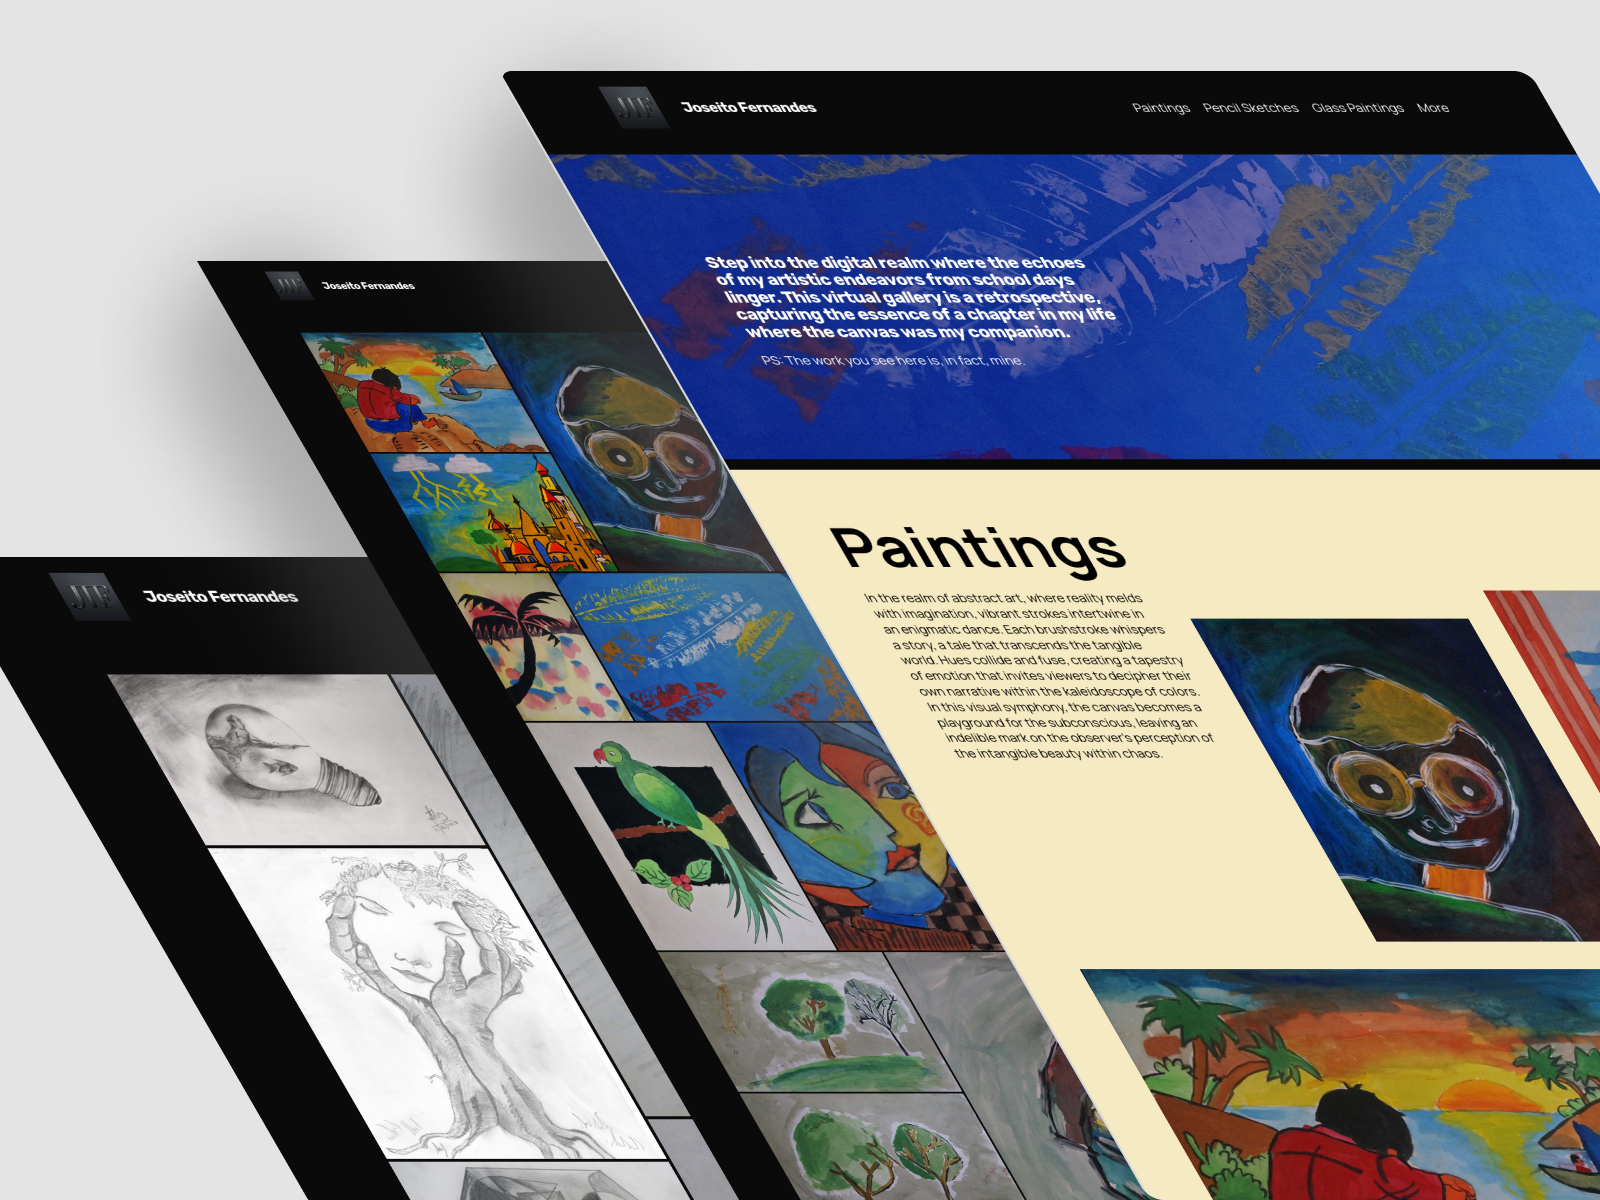 JIF
Joseito Fernandes
Paintings Pencil Sketches Glass Paintings More
Step into the digital realm where the echoes
of my artistic endeavors from school days
linger. This virtual gallery is a retrospective,
capturing the essence of a chapter in my life
where the canvas was my companion.
PS: The work you see here is, in fact, mine.
Paintings
In the realm of abstract art, where reality melds
with imagination, vibrant strokes intertwine in
an enigmatic dance. Each brushstroke whispers
a story, a tale that transcends the tangible
world. Hues collide and fuse, creating a tapestry
of emotion that invites viewers to decipher their
own narrative within the kaleidoscope of colors.
In this visual symphony, the canvas becomes a
playground for the subconscious, leaving an
indelible mark on the observer's perception of
the intangible beauty within chaos.
JIF
Joseito Fernandes
JIF
Joseito Fernandes